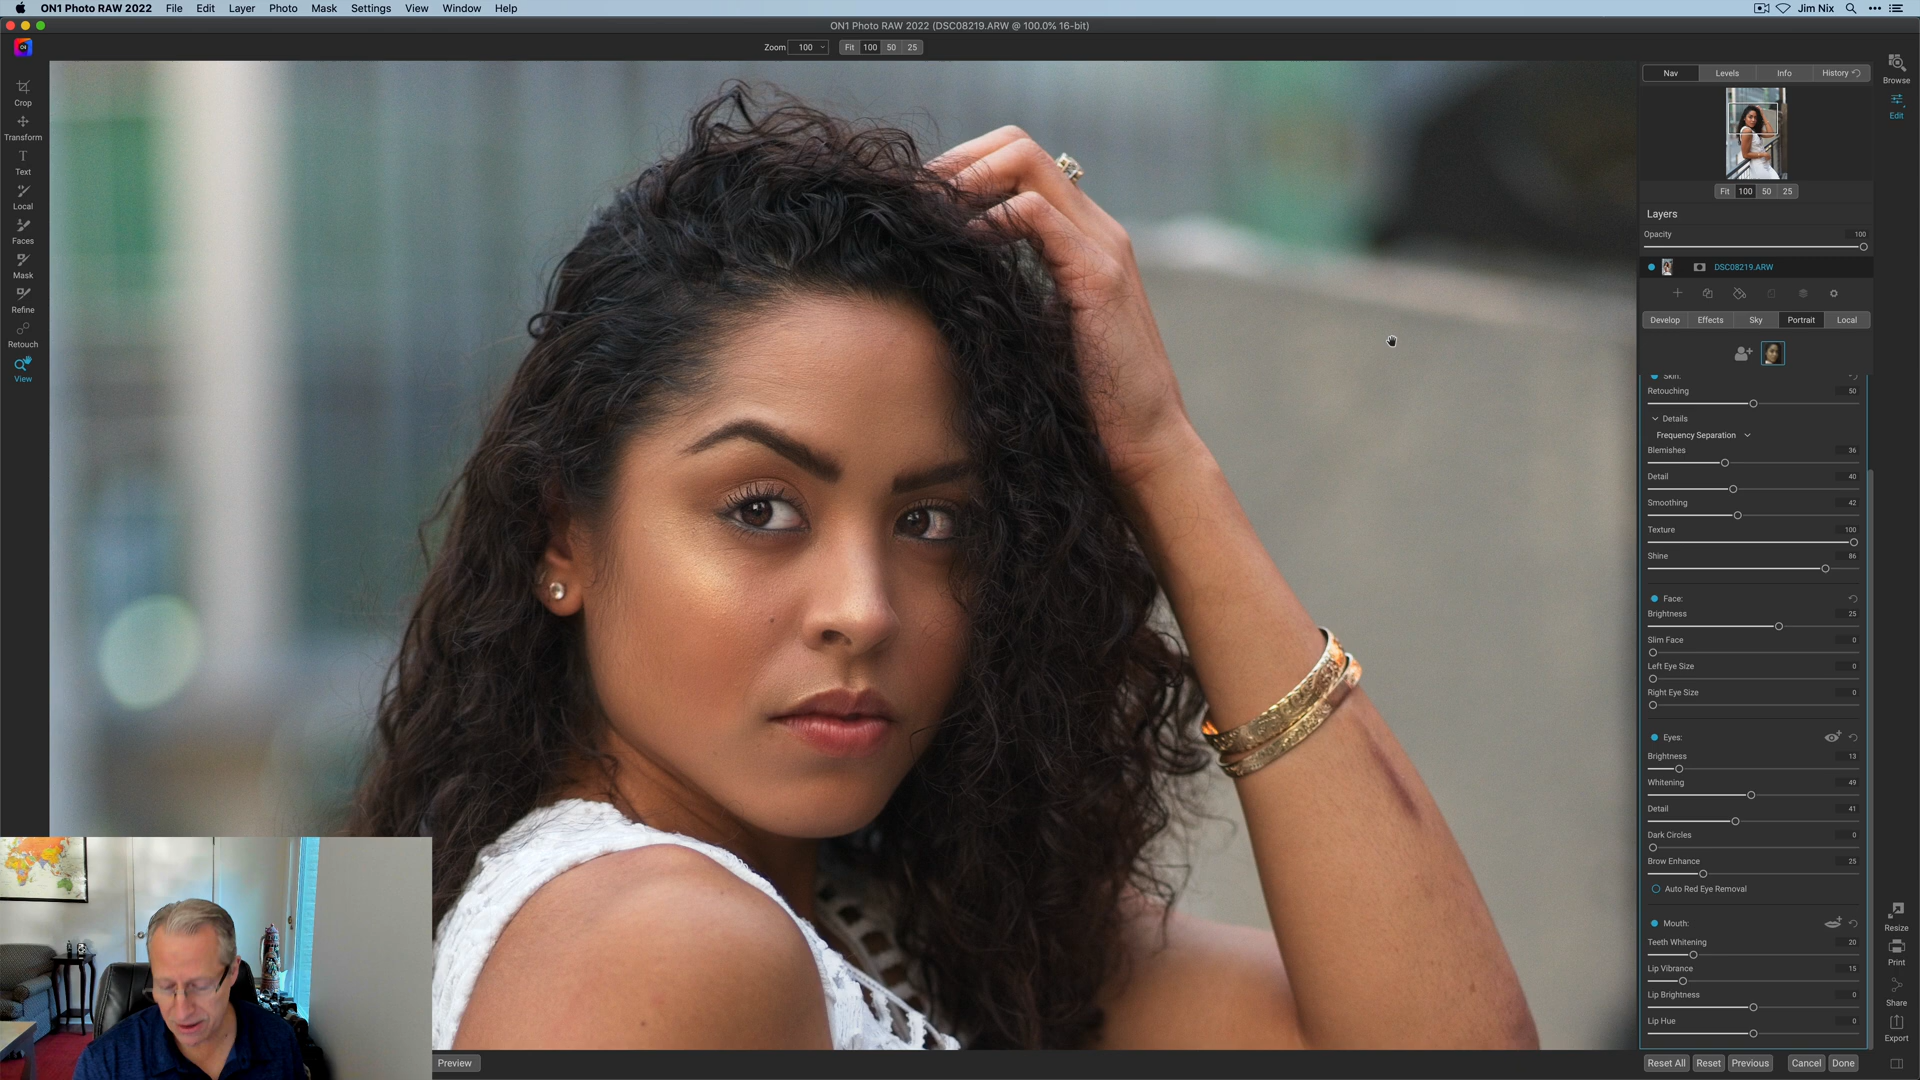 ON1 Photo RAW 2022 File Edit Layer Photo Mask Settings View Window Help Jim Nix
ON1 Photo RAW 2022 (DSC08219.ARW @ 100.0% 16-bit)
Zoom 100 Fit 100 50 25
Crop
Transform
Text
Local
Faces
Mask
Refine
Retouch
View
Nav Levels Info History
Fit 100 50 25
Layers
Opacity 100
DSC08219.ARW
Develop Effects Sky Portrait Local
Skin:
Retouching 50
Details
Frequency Separation
Blemishes 36
Detail 40
Smoothing 42
Texture 100
Shine 86
Face:
Brightness 25
Slim Face 0
Left Eye Size 0
Right Eye Size 0
Eyes:
Brightness 13
Whitening 49
Detail 41
Dark Circles 0
Brow Enhance 25
Auto Red Eye Removal
Mouth:
Teeth Whitening 20
Lip Vibrance 15
Lip Brightness 0
Lip Hue 0
Browse
Edit
Resize
Print
Share
Export
Preview
Reset All Reset Previous Cancel Done